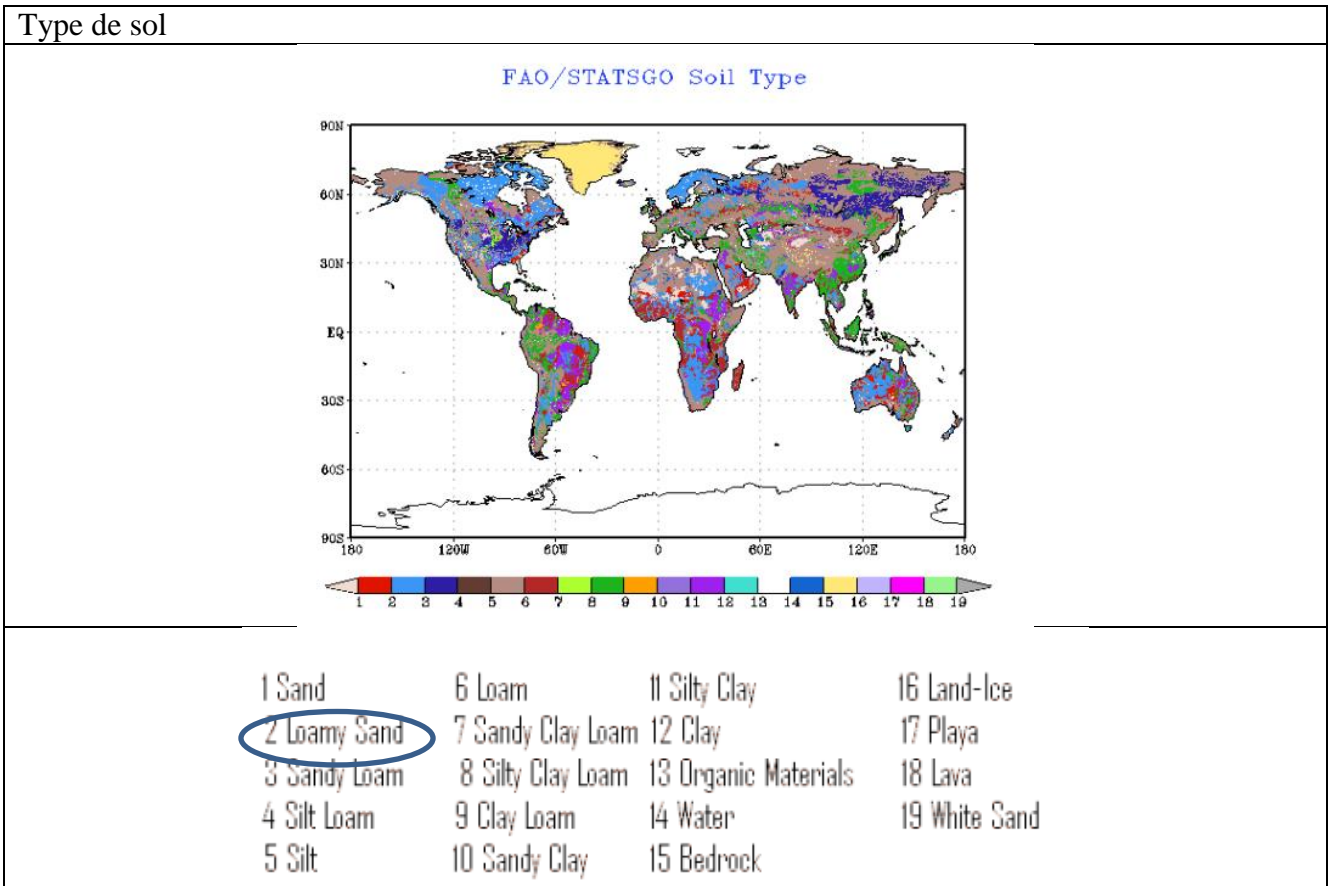 Type de sol
FAO/STATSGO Soil Type
90N
60N
30N
EQ
30S
60S
90S
180 120W 60W 0 60E 120E 180
1 2 3 4 5 6 7 8 9 10 11 12 13 14 15 16 17 18 19
1 Sand 6 Loam 11 Silty Clay 16 Land-Ice
2 Loamy Sand 7 Sandy Clay Loam 12 Clay 17 Playa
3 Sandy Loam 8 Silty Clay Loam 13 Organic Materials 18 Lava
4 Silt Loam 9 Clay Loam 14 Water 19 White Sand
5 Silt 10 Sandy Clay 15 Bedrock